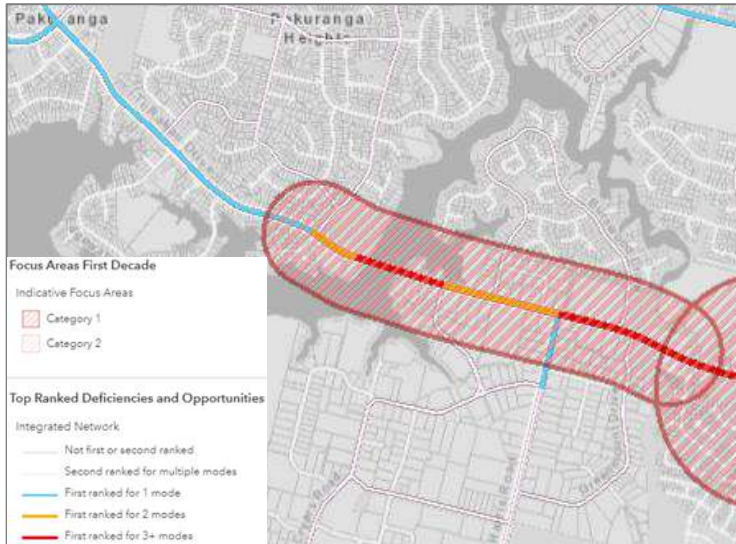 Pakuranga
Pakuranga
Heights
Focus Areas First Decade
Indicative Focus Areas
Category 1
Category 2
Top Ranked Deficiencies and Opportunities
Integrated Network
Not first or second ranked
Second ranked for multiple modes
First ranked for 1 mode
First ranked for 2 modes
First ranked for 3+ modes